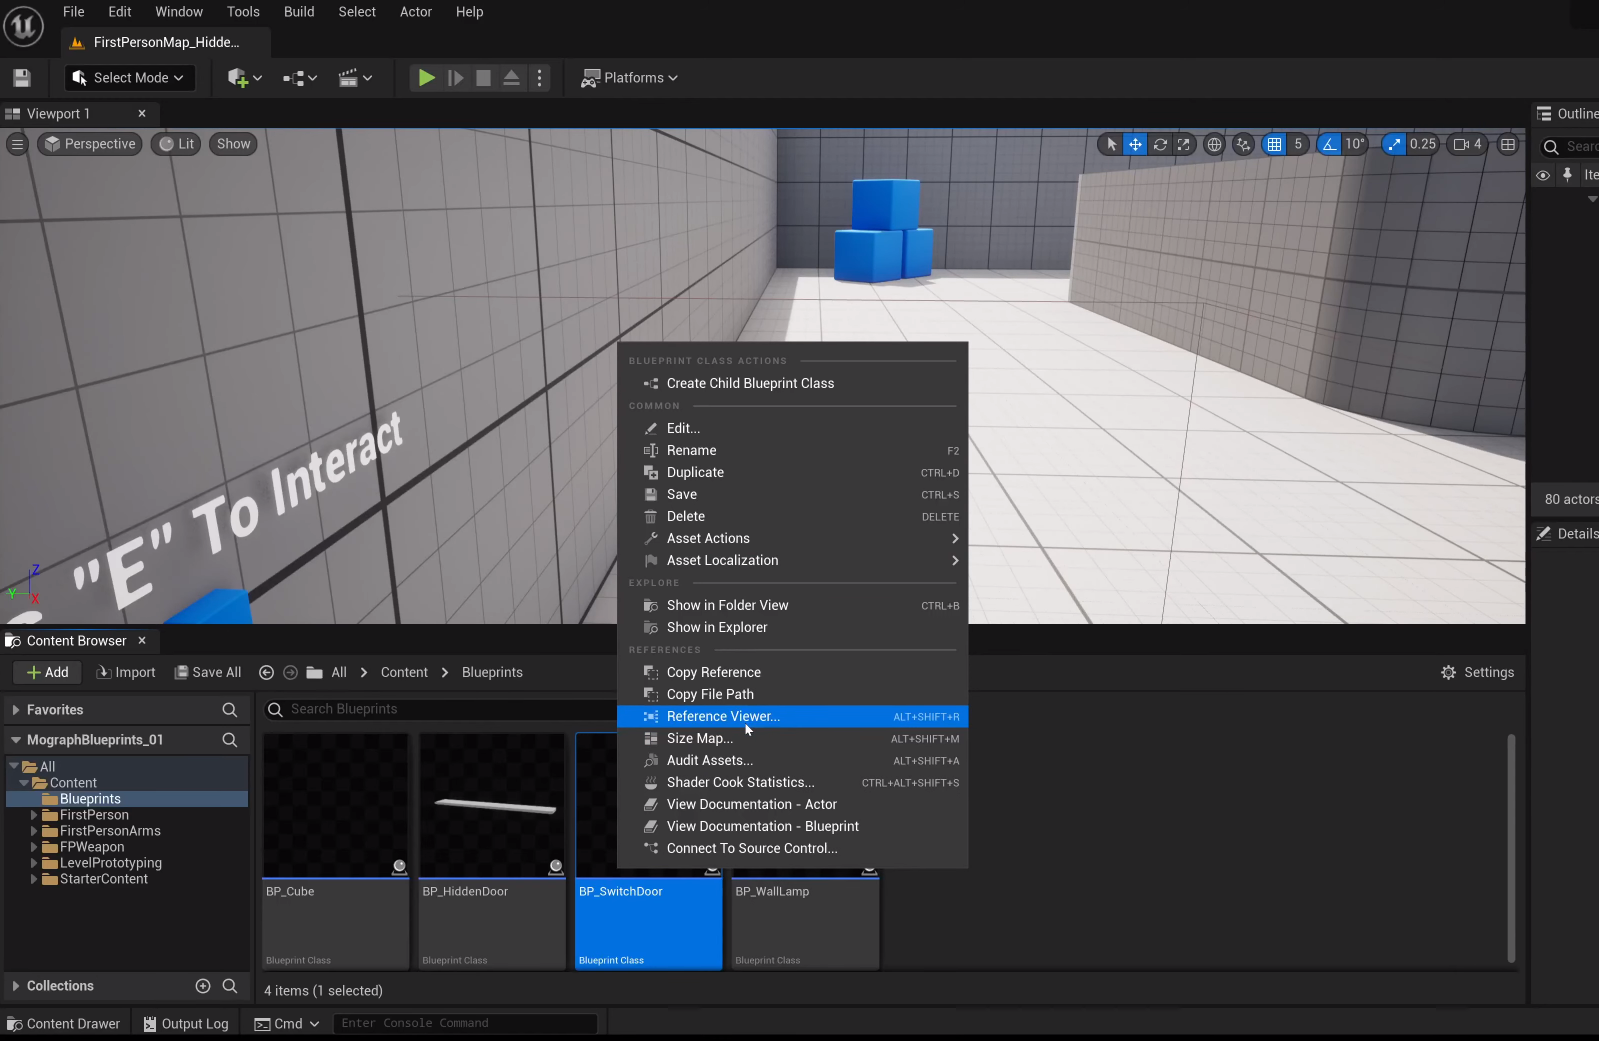 File Edit Window Tools Build Select Actor Help
FirstPersonMap_Hidde...
Select Mode
Platforms
Viewport 1
Outline
Perspective Lit Show
5 10° 0.25 4
"E" To Interact
80 actors
Details
BLUEPRINT CLASS ACTIONS
Create Child Blueprint Class
COMMON
Edit...
Rename F2
Duplicate CTRL+D
Save CTRL+S
Delete DELETE
Asset Actions
Asset Localization
EXPLORE
Show in Folder View CTRL+B
Show in Explorer
REFERENCES
Copy Reference
Copy File Path
Reference Viewer... ALT+SHIFT+R
Size Map... ALT+SHIFT+M
Audit Assets... ALT+SHIFT+A
Shader Cook Statistics... CTRL+ALT+SHIFT+S
View Documentation - Actor
View Documentation - Blueprint
Connect To Source Control...
Z
Y
X
Content Browser
Add Import Save All All Content Blueprints Settings
Favorites
MographBlueprints_01
All
Content
Blueprints
FirstPerson
FirstPersonArms
FPWeapon
LevelPrototyping
StarterContent
Collections
Search Blueprints
BP_Cube BP_HiddenDoor BP_SwitchDoor BP_WallLamp
Blueprint Class Blueprint Class Blueprint Class Blueprint Class
4 items (1 selected)
Content Drawer Output Log Cmd Enter Console Command